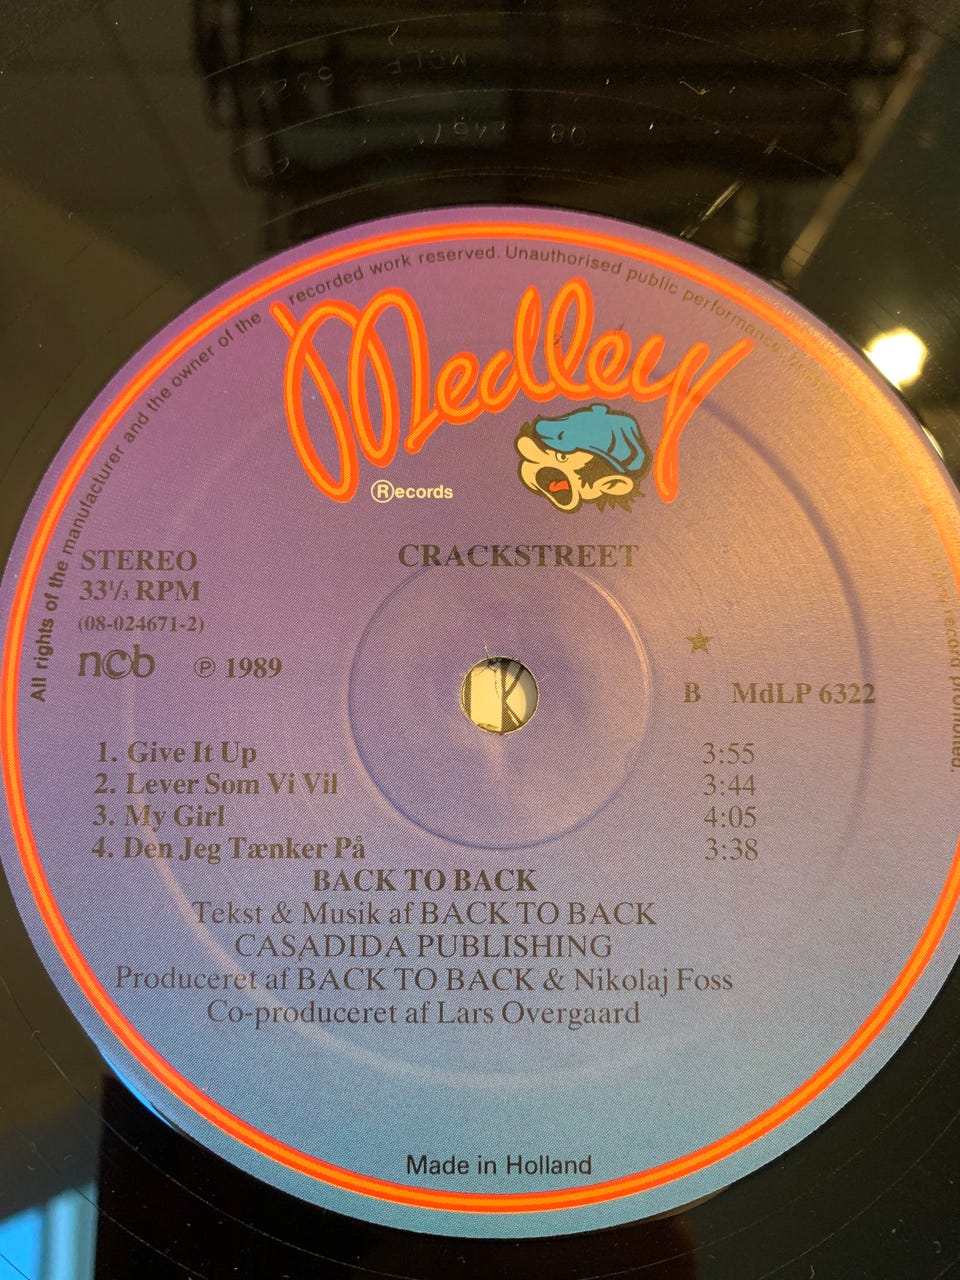 MdLP 6322
08 24671
All rights of the manufacturer and the owner of the recorded work reserved. Unauthorised public performance, record prohibited.
Medley
Ⓡecords
STEREO
33⅓ RPM
(08-024671-2)
ncb ℗ 1989
CRACKSTREET
B MdLP 6322
1. Give It Up 3:55
2. Lever Som Vi Vil 3:44
3. My Girl 4:05
4. Den Jeg Tænker På 3:38
BACK TO BACK
Tekst & Musik af BACK TO BACK
CASADIDA PUBLISHING
Produceret af BACK TO BACK & Nikolaj Foss
Co-produceret af Lars Overgaard
Made in Holland